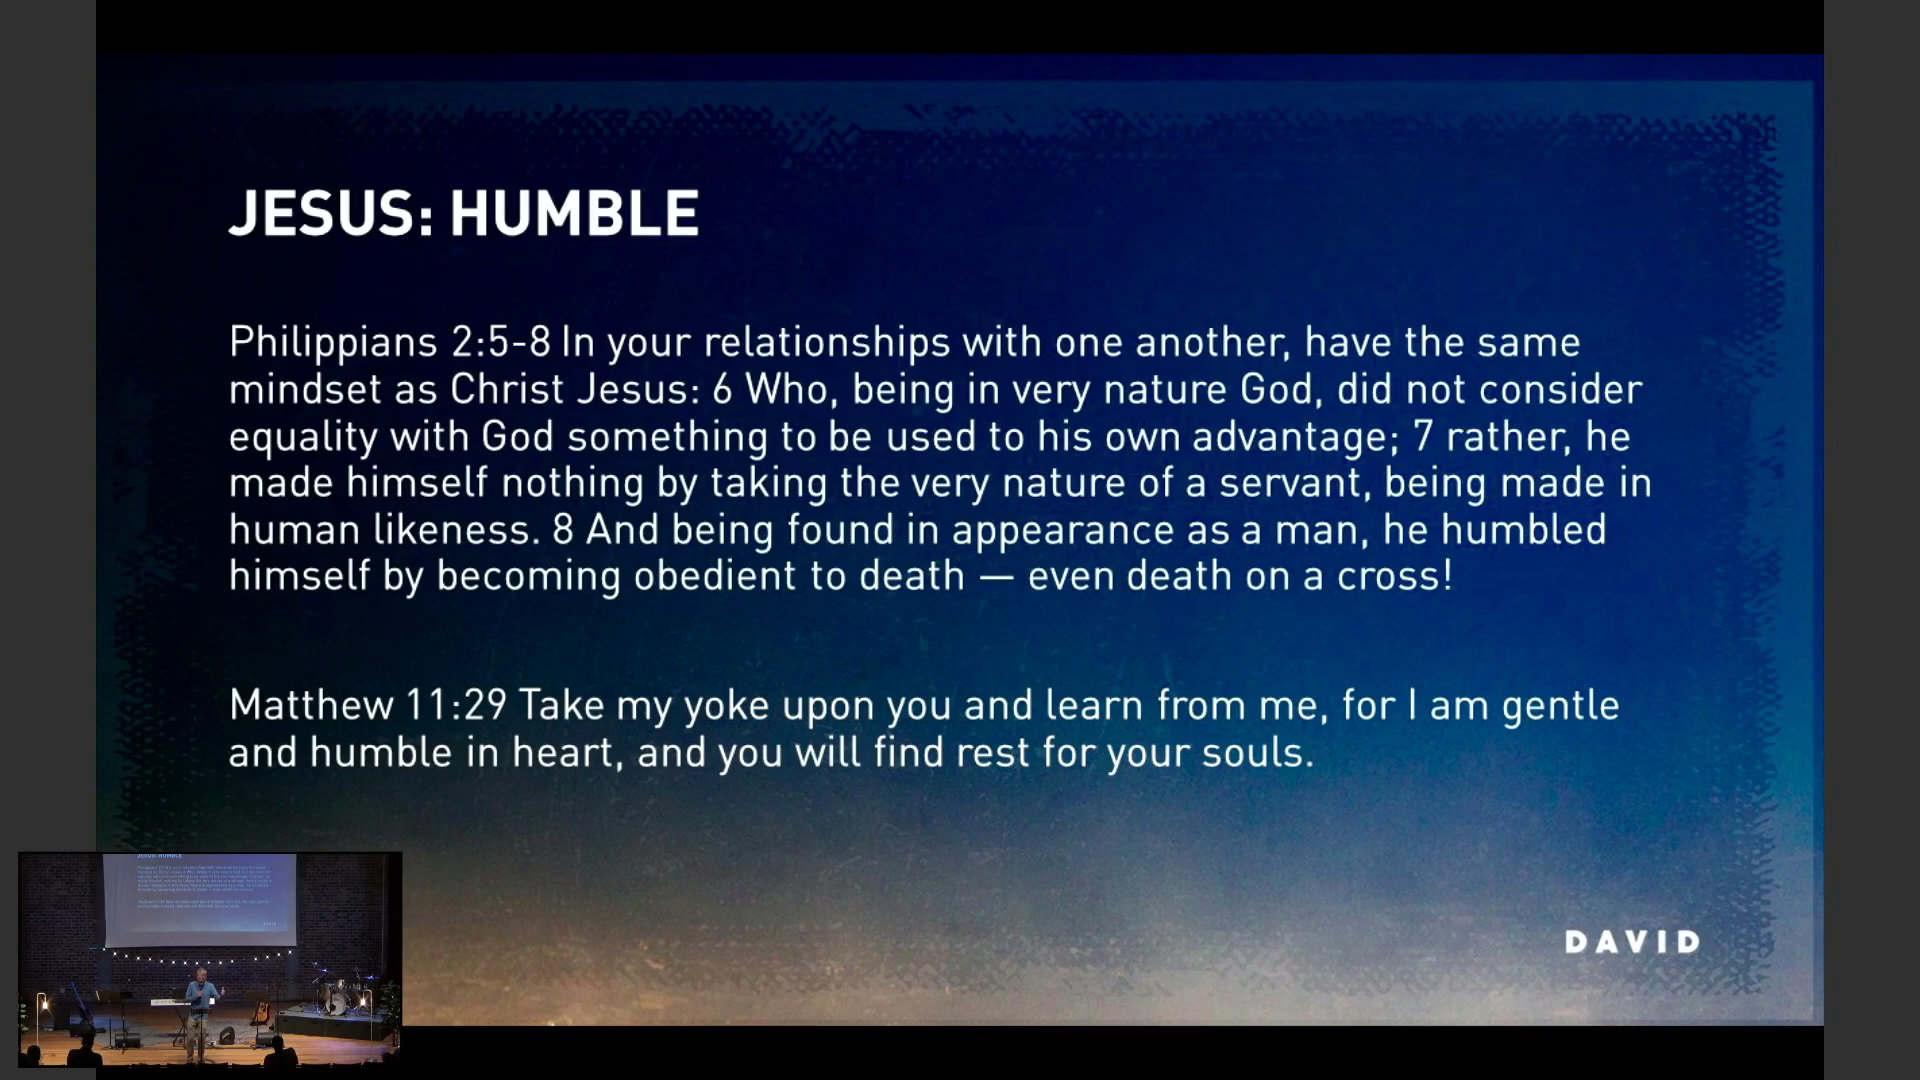 JESUS: HUMBLE
Philippians 2:5-8 In your relationships with one another, have the same
mindset as Christ Jesus: 6 Who, being in very nature God, did not consider
equality with God something to be used to his own advantage; 7 rather, he
made himself nothing by taking the very nature of a servant, being made in
human likeness. 8 And being found in appearance as a man, he humbled
himself by becoming obedient to death — even death on a cross!
Matthew 11:29 Take my yoke upon you and learn from me, for I am gentle
and humble in heart, and you will find rest for your souls.
JESUS: HUMBLE
DAVID